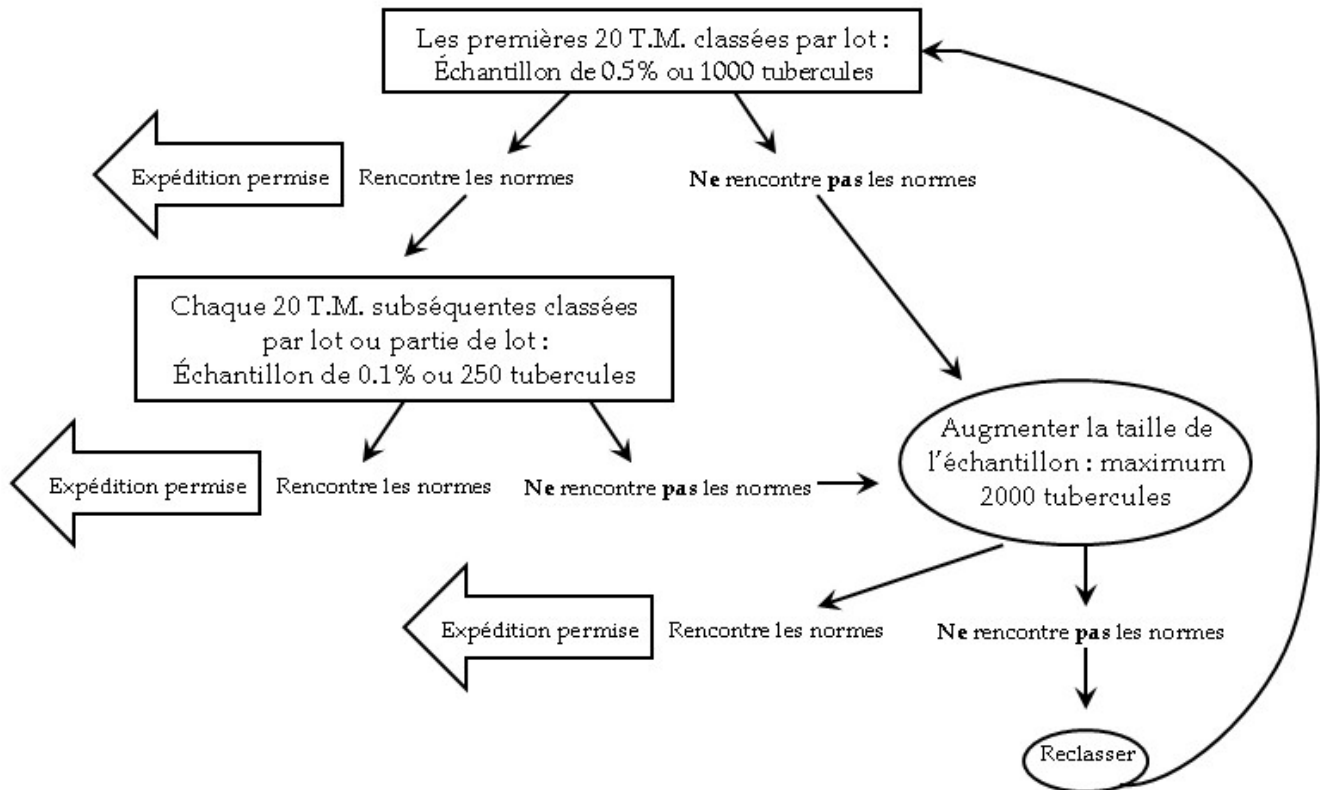 Les premières 20 T.M. classées par lot :
Échantillon de 0.5% ou 1000 tubercules
Expédition permise
Rencontre les normes
Ne rencontre pas les normes
Chaque 20 T.M. subséquentes classées
par lot ou partie de lot :
Échantillon de 0.1% ou 250 tubercules
Expédition permise
Rencontre les normes
Ne rencontre pas les normes
Augmenter la taille de
l'échantillon : maximum
2000 tubercules
Expédition permise
Rencontre les normes
Ne rencontre pas les normes
Reclasser